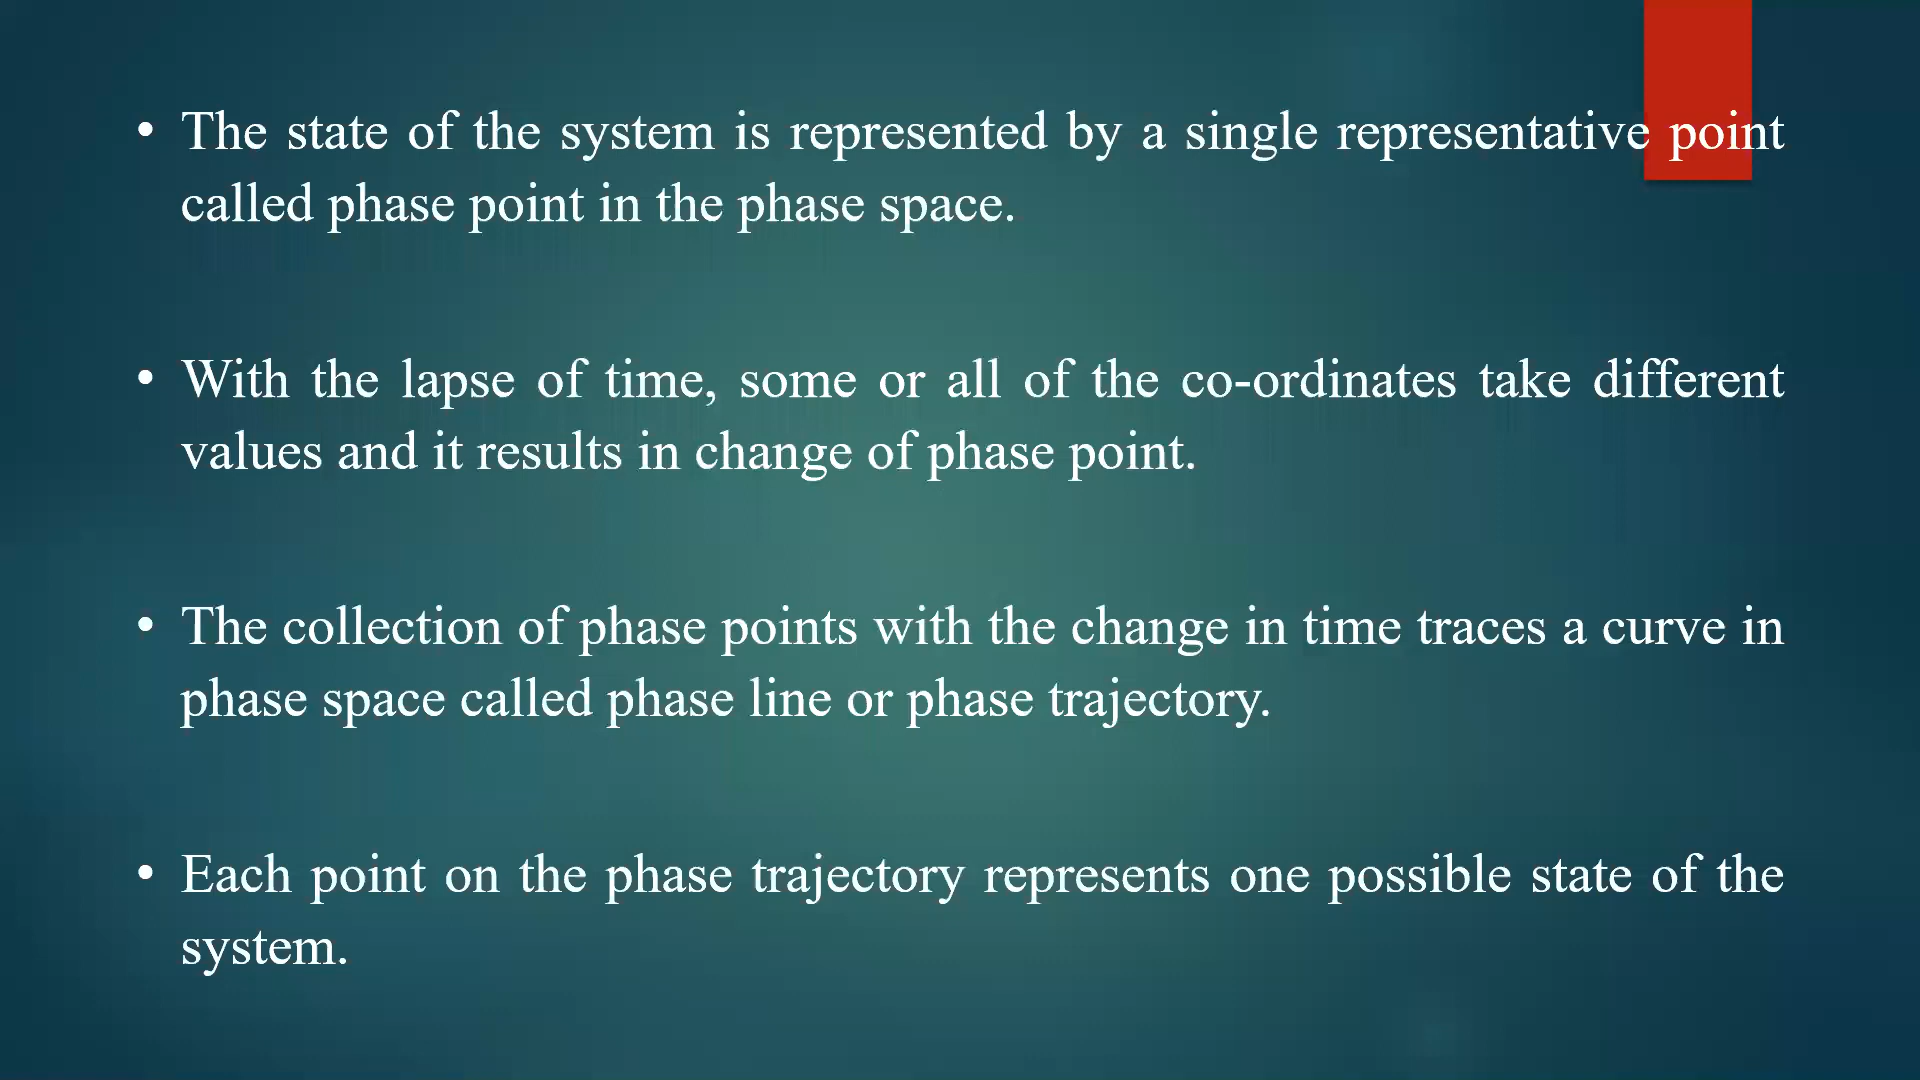 • The state of the system is represented by a single representative point
called phase point in the phase space.
• With the lapse of time, some or all of the co-ordinates take different
values and it results in change of phase point.
• The collection of phase points with the change in time traces a curve in
phase space called phase line or phase trajectory.
• Each point on the phase trajectory represents one possible state of the
system.